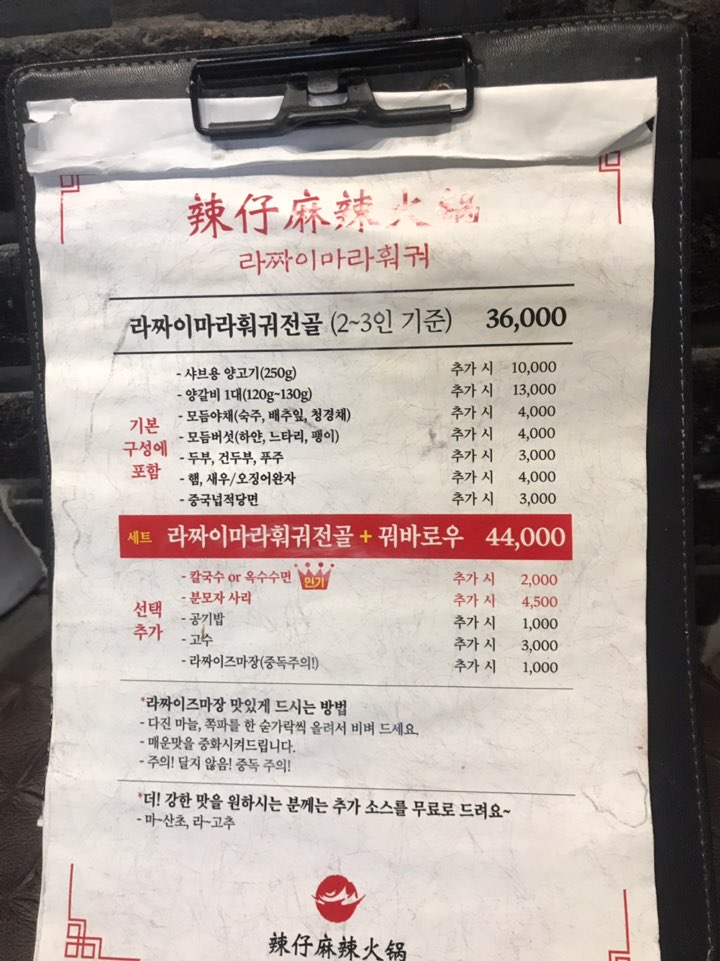 辣仔麻辣火锅
라짜이마라훠궈
라짜이마라훠궈전골 (2~3인 기준) 36,000
기본 구성에 포함
- 샤브용 양고기(250g) 추가 시 10,000
- 양갈비 1대(120g~130g) 추가 시 13,000
- 모듬야채(숙주, 배추잎, 청경채) 추가 시 4,000
- 모듬버섯(하얀, 느타리, 팽이) 추가 시 4,000
- 두부, 건두부, 푸주 추가 시 3,000
- 햄, 새우/오징어완자 추가 시 4,000
- 중국넙적당면 추가 시 3,000
세트 라짜이마라훠궈전골 + 꿔바로우 44,000
선택 추가
- 칼국수 or 옥수수면 인기 추가 시 2,000
- 분모자 사리 추가 시 4,500
- 공기밥 추가 시 1,000
- 고수 추가 시 3,000
- 라짜이즈마장(중독주의!) 추가 시 1,000
*라짜이즈마장 맛있게 드시는 방법
- 다진 마늘, 쪽파를 한 숟가락씩 올려서 비벼 드세요.
- 매운맛을 중화시켜드립니다.
- 주의! 달지 않음! 중독 주의!
*더! 강한 맛을 원하시는 분께는 추가 소스를 무료로 드려요~
- 마~산초, 라~고추
辣仔麻辣火锅